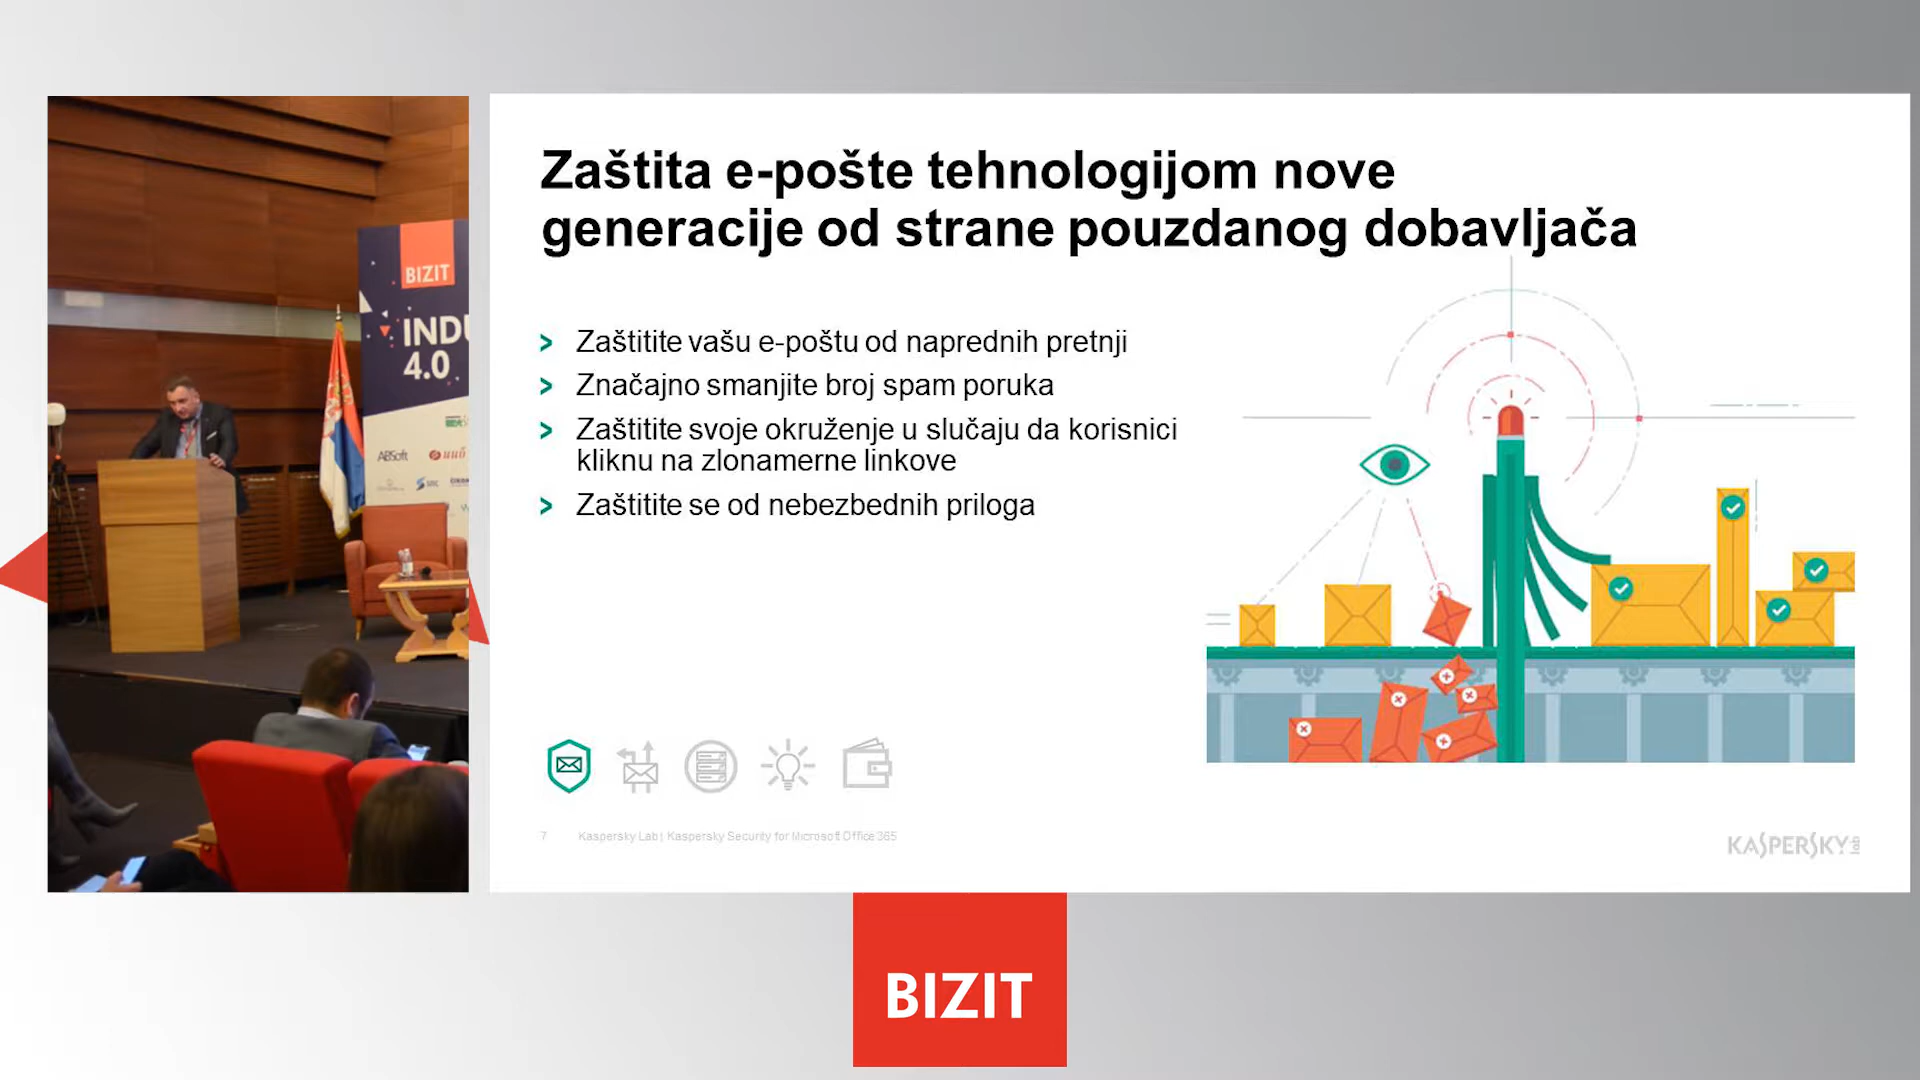 Zaštita e-pošte tehnologijom nove
generacije od strane pouzdanog dobavljača
> Zaštitite vašu e-poštu od naprednih pretnji
> Značajno smanjite broj spam poruka
> Zaštitite svoje okruženje u slučaju da korisnici
kliknu na zlonamerne linkove
> Zaštitite se od nebezbednih priloga
7 Kaspersky Lab | Kaspersky Security for Microsoft Office 365
KASPERSKY lab
BIZIT
INDU
4.0
ABSoft
BIZIT